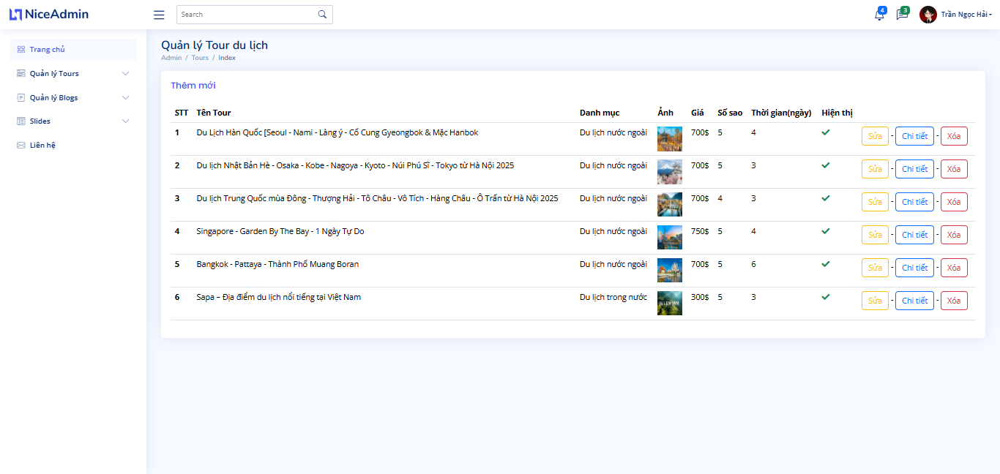 NiceAdmin
Search
4
3
Trần Ngọc Hải
Trang chủ
Quản lý Tours
Quản lý Blogs
Slides
Liên hệ
Quản lý Tour du lịch
Admin / Tours / Index
Thêm mới
STT Tên Tour Danh mục Ảnh Giá Số sao Thời gian(ngày) Hiện thị
1 Du Lịch Hàn Quốc [Seoul - Nami - Làng ý - Cố Cung Gyeongbok & Mặc Hanbok Du lịch nước ngoài 700$ 5 4 Sửa - Chi tiết - Xóa
2 Du lịch Nhật Bản Hè - Osaka - Kobe - Nagoya - Kyoto - Núi Phú Sĩ - Tokyo từ Hà Nội 2025 Du lịch nước ngoài 700$ 5 3 Sửa - Chi tiết - Xóa
3 Du lịch Trung Quốc mùa Đông - Thượng Hải - Tô Châu - Vô Tích - Hàng Châu - Ô Trấn từ Hà Nội 2025 Du lịch nước ngoài 700$ 4 3 Sửa - Chi tiết - Xóa
4 Singapore - Garden By The Bay - 1 Ngày Tự Do Du lịch nước ngoài 750$ 5 4 Sửa - Chi tiết - Xóa
5 Bangkok - Pattaya - Thành Phố Muang Boran Du lịch nước ngoài 700$ 5 6 Sửa - Chi tiết - Xóa
6 Sapa – Địa điểm du lịch nổi tiếng tại Việt Nam Du lịch trong nước DU LỊCH SAPA 300$ 5 3 Sửa - Chi tiết - Xóa